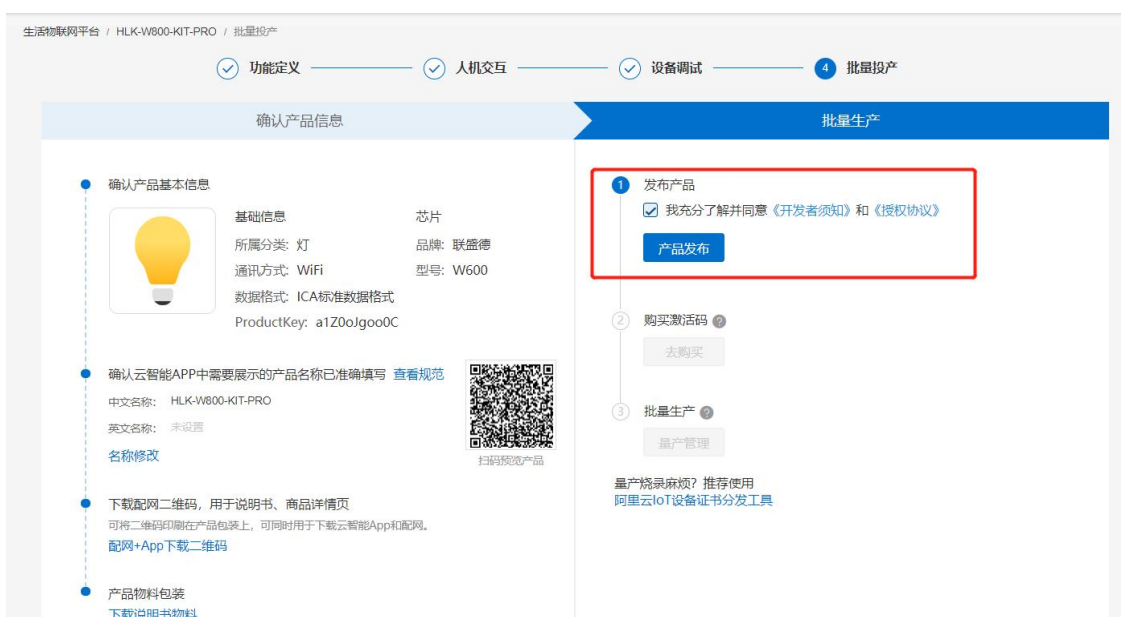 生活物联网平台 / HLK-W800-KIT-PRO / 批量投产
功能定义
人机交互
设备调试
4 批量投产
确认产品信息
批量生产
确认产品基本信息
基础信息
芯片
所属分类: 灯
品牌: 联盛德
通讯方式: WiFi
型号: W600
数据格式: ICA标准数据格式
ProductKey: a1Z0oJgoo0C
确认云智能APP中需要展示的产品名称已准确填写 查看规范
中文名称: HLK-W800-KIT-PRO
英文名称: 未设置
名称修改
扫码预览产品
下载配网二维码，用于说明书、商品详情页
可将二维码印刷在产品包装上，可同时用于下载云智能App和配网。
配网+App下载二维码
产品物料包装
下载说明书物料
1 发布产品
我充分了解并同意《开发者须知》和《授权协议》
产品发布
2 购买激活码 ?
去购买
3 批量生产 ?
量产管理
量产烧录麻烦? 推荐使用
阿里云IoT设备证书分发工具